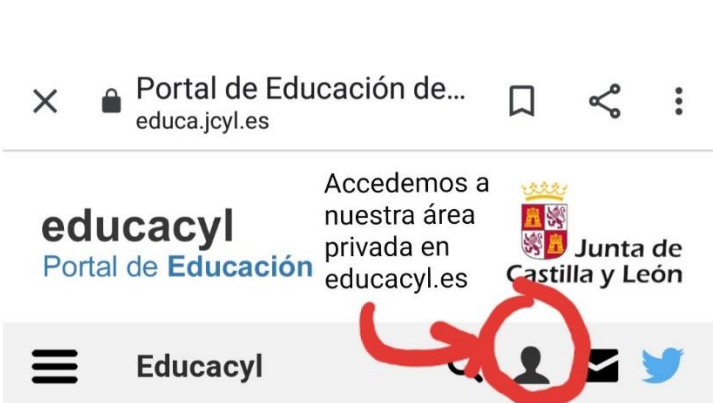 Portal de Educación de...
educa.jcyl.es
educacyl
Portal de Educación
Accedemos a
nuestra área
privada en
educacyl.es
Junta de
Castilla y León
Educacyl